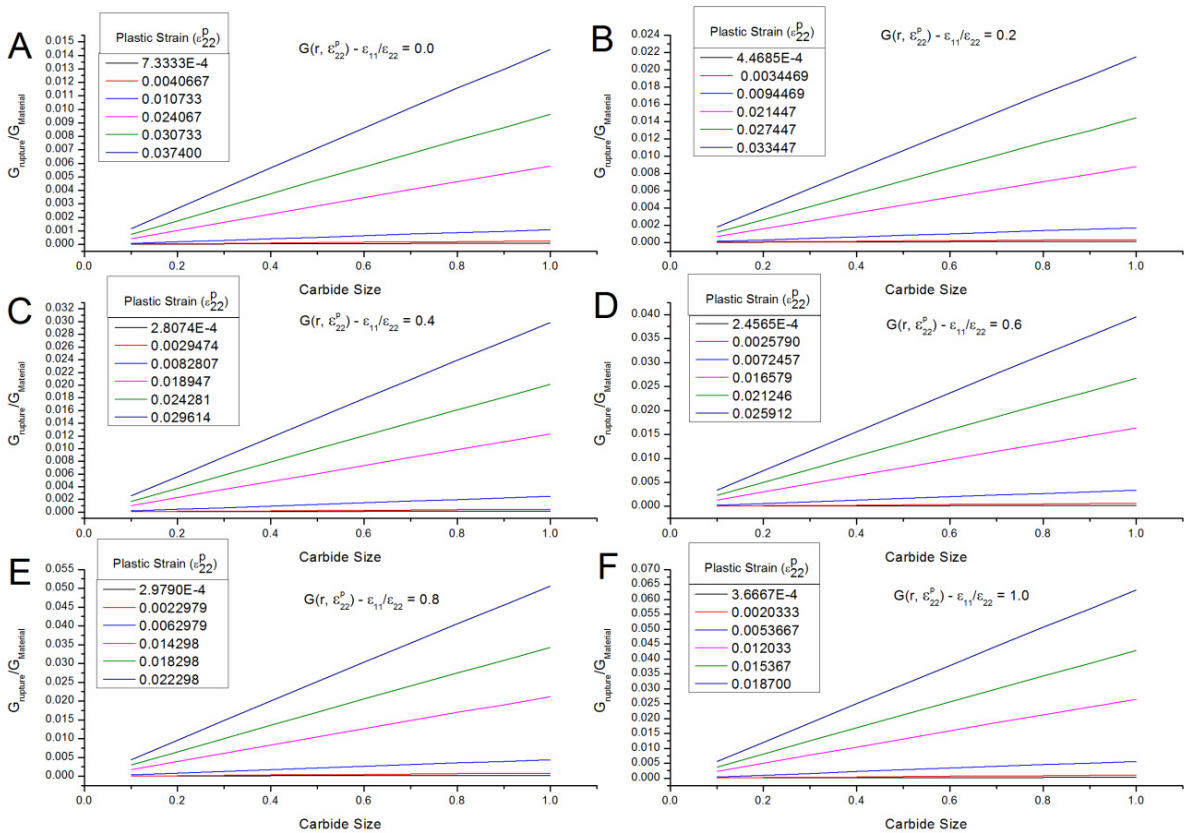 A
Plastic Strain (ε₂₂ᵖ)
7.3333E-4
0.0040667
0.010733
0.024067
0.030733
0.037400
G(r, ε₂₂ᵖ) - ε₁₁/ε₂₂ = 0.0
G_rupture/G_Material
0.015
0.014
0.013
0.012
0.011
0.010
0.009
0.008
0.007
0.006
0.005
0.004
0.003
0.002
0.001
0.000
0.0 0.2 0.4 0.6 0.8 1.0
Carbide Size
B
Plastic Strain (ε₂₂ᵖ)
4.4685E-4
0.0034469
0.0094469
0.021447
0.027447
0.033447
G(r, ε₂₂ᵖ) - ε₁₁/ε₂₂ = 0.2
G_rupture/G_Material
0.024
0.022
0.020
0.018
0.016
0.014
0.012
0.010
0.008
0.006
0.004
0.002
0.000
0.0 0.2 0.4 0.6 0.8 1.0
Carbide Size
C
Plastic Strain (ε₂₂ᵖ)
2.8074E-4
0.0029474
0.0082807
0.018947
0.024281
0.029614
G(r, ε₂₂ᵖ) - ε₁₁/ε₂₂ = 0.4
G_rupture/G_Material
0.032
0.030
0.028
0.026
0.024
0.022
0.020
0.018
0.016
0.014
0.012
0.010
0.008
0.006
0.004
0.002
0.000
0.0 0.2 0.4 0.6 0.8 1.0
Carbide Size
D
Plastic Strain (ε₂₂ᵖ)
2.4565E-4
0.0025790
0.0072457
0.016579
0.021246
0.025912
G(r, ε₂₂ᵖ) - ε₁₁/ε₂₂ = 0.6
G_rupture/G_Material
0.040
0.035
0.030
0.025
0.020
0.015
0.010
0.005
0.000
0.0 0.2 0.4 0.6 0.8 1.0
Carbide Size
E
Plastic Strain (ε₂₂ᵖ)
2.9790E-4
0.0022979
0.0062979
0.014298
0.018298
0.022298
G(r, ε₂₂ᵖ) - ε₁₁/ε₂₂ = 0.8
G_rupture/G_Material
0.055
0.050
0.045
0.040
0.035
0.030
0.025
0.020
0.015
0.010
0.005
0.000
0.0 0.2 0.4 0.6 0.8 1.0
Carbide Size
F
Plastic Strain (ε₂₂ᵖ)
3.6667E-4
0.0020333
0.0053667
0.012033
0.015367
0.018700
G(r, ε₂₂ᵖ) - ε₁₁/ε₂₂ = 1.0
G_rupture/G_Material
0.070
0.065
0.060
0.055
0.050
0.045
0.040
0.035
0.030
0.025
0.020
0.015
0.010
0.005
0.000
0.0 0.2 0.4 0.6 0.8 1.0
Carbide Size